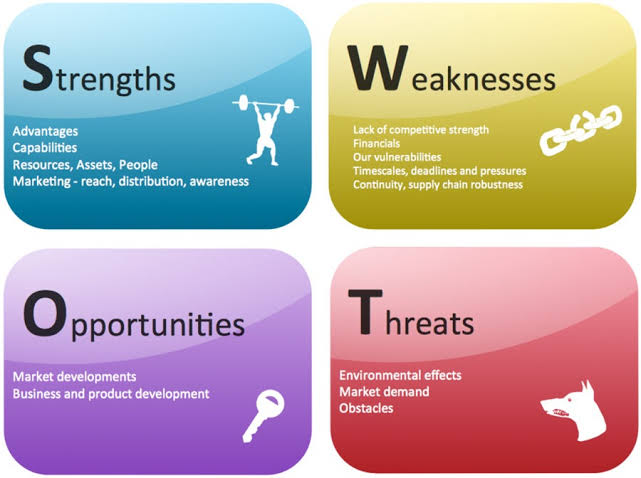 Strengths
Advantages
Capabilities
Resources, Assets, People
Marketing - reach, distribution, awareness
Weaknesses
Lack of competitive strength
Financials
Our vulnerabilities
Timescales, deadlines and pressures
Continuity, supply chain robustness
Opportunities
Market developments
Business and product development
Threats
Environmental effects
Market demand
Obstacles